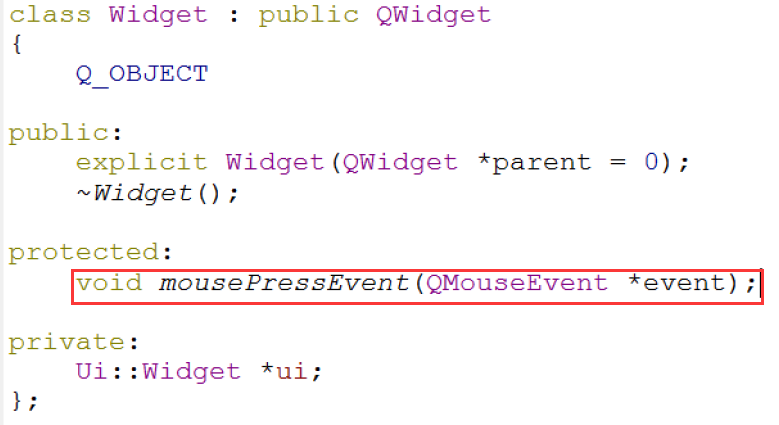 class Widget : public QWidget
{
    Q_OBJECT
public:
    explicit Widget(QWidget *parent = 0);
    ~Widget();
protected:
    void mousePressEvent(QMouseEvent *event);
private:
    Ui::Widget *ui;
};